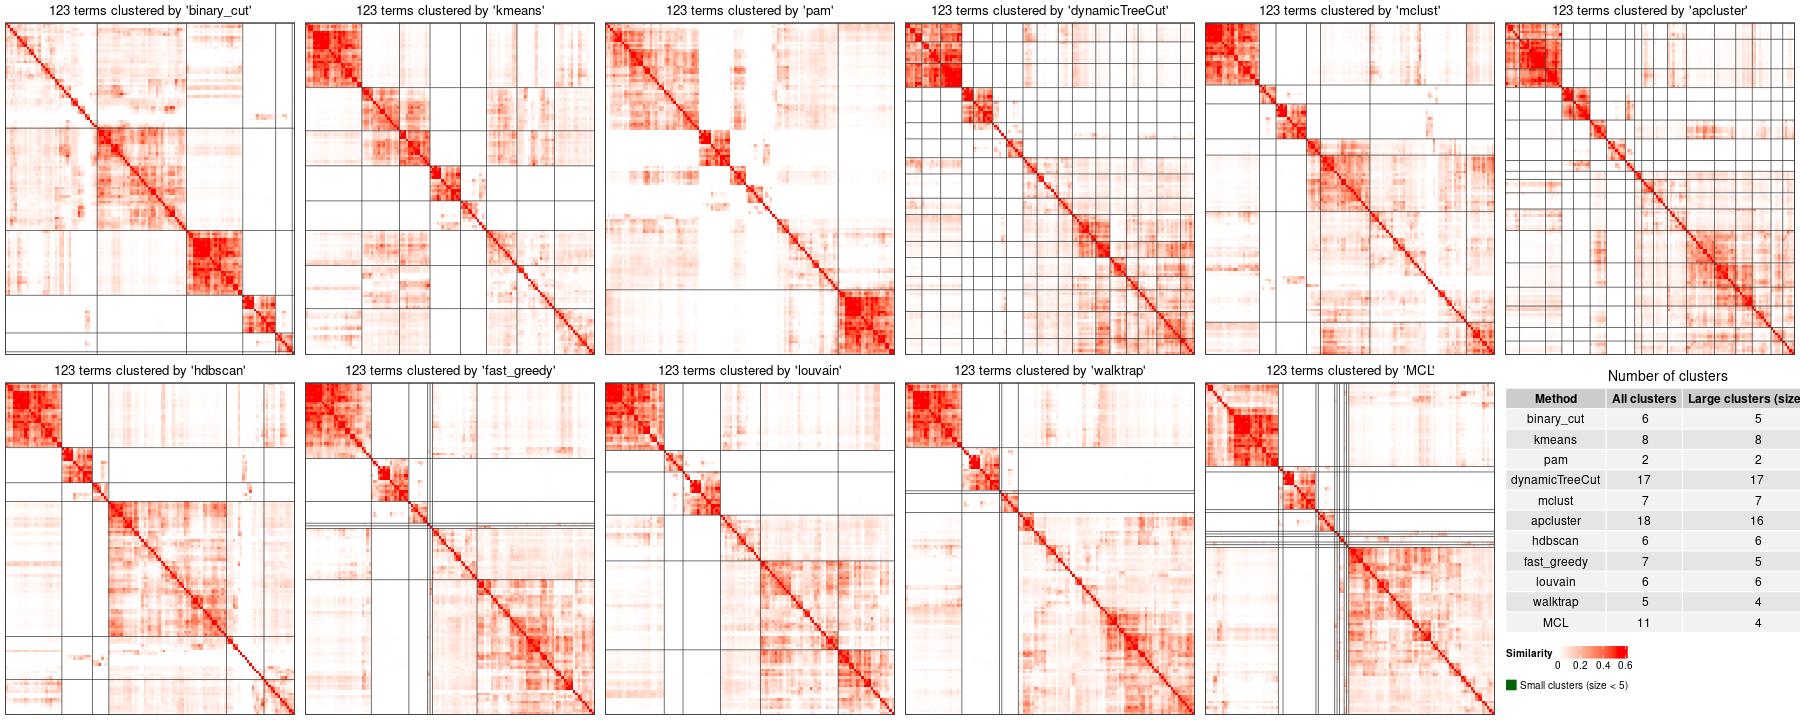 123 terms clustered by 'binary_cut'
123 terms clustered by 'kmeans'
123 terms clustered by 'pam'
123 terms clustered by 'dynamicTreeCut'
123 terms clustered by 'mclust'
123 terms clustered by 'apcluster'
123 terms clustered by 'hdbscan'
123 terms clustered by 'fast_greedy'
123 terms clustered by 'louvain'
123 terms clustered by 'walktrap'
123 terms clustered by 'MCL'
Number of clusters
Method All clusters Large clusters (size
binary_cut 6 5
kmeans 8 8
pam 2 2
dynamicTreeCut 17 17
mclust 7 7
apcluster 18 16
hdbscan 6 6
fast_greedy 7 5
louvain 6 6
walktrap 5 4
MCL 11 4
Similarity
0 0.2 0.4 0.6
Small clusters (size < 5)